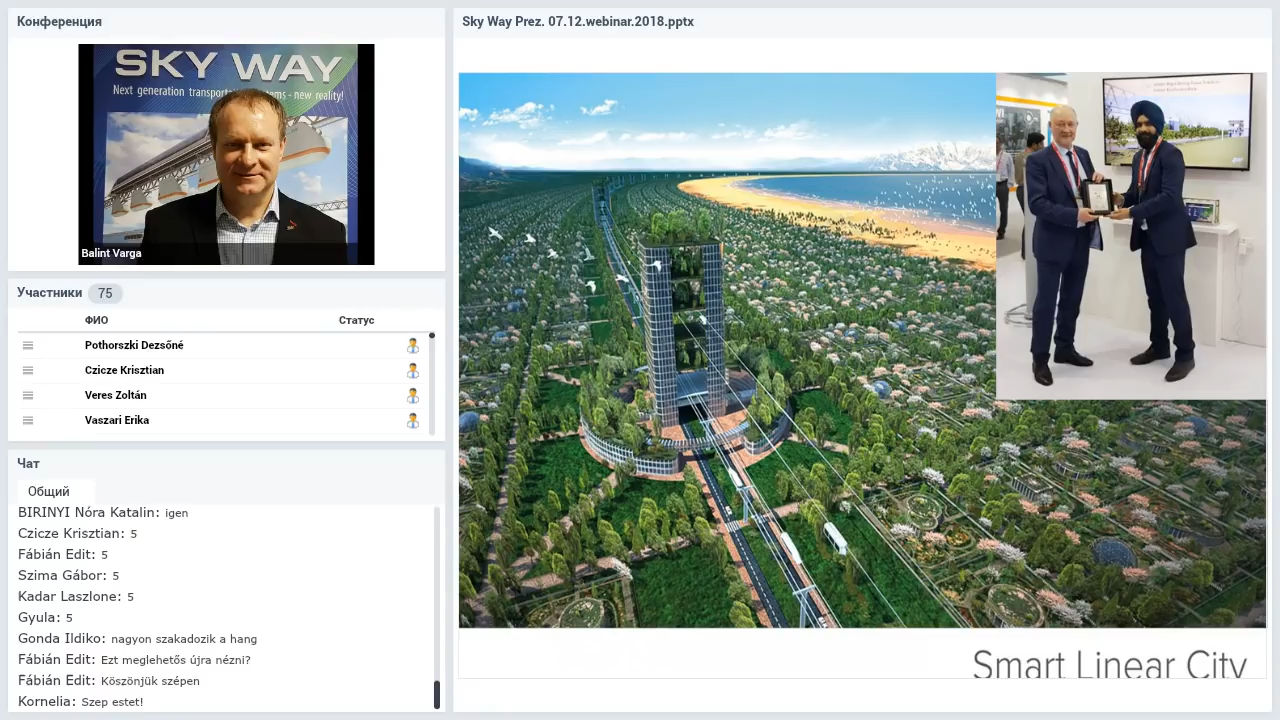 Конференция
SKY WAY
Next generation
- new reality!
Balint Varga
Участники 75
ФИО Статус
Pothorszki Dezsőné
Czicze Krisztian
Veres Zoltán
Vaszari Erika
Чат
Общий
BIRINYI Nóra Katalin: igen
Czicze Krisztian: 5
Fábián Edit: 5
Szima Gábor: 5
Kadar Laszlone: 5
Gyula: 5
Gonda Ildiko: nagyon szakadozik a hang
Fábián Edit: Ezt meglehetős újra nézni?
Fábián Edit: Köszönjük szépen
Kornelia: Szep estet!
Sky Way Prez. 07.12.webinar.2018.pptx
Smart Linear City